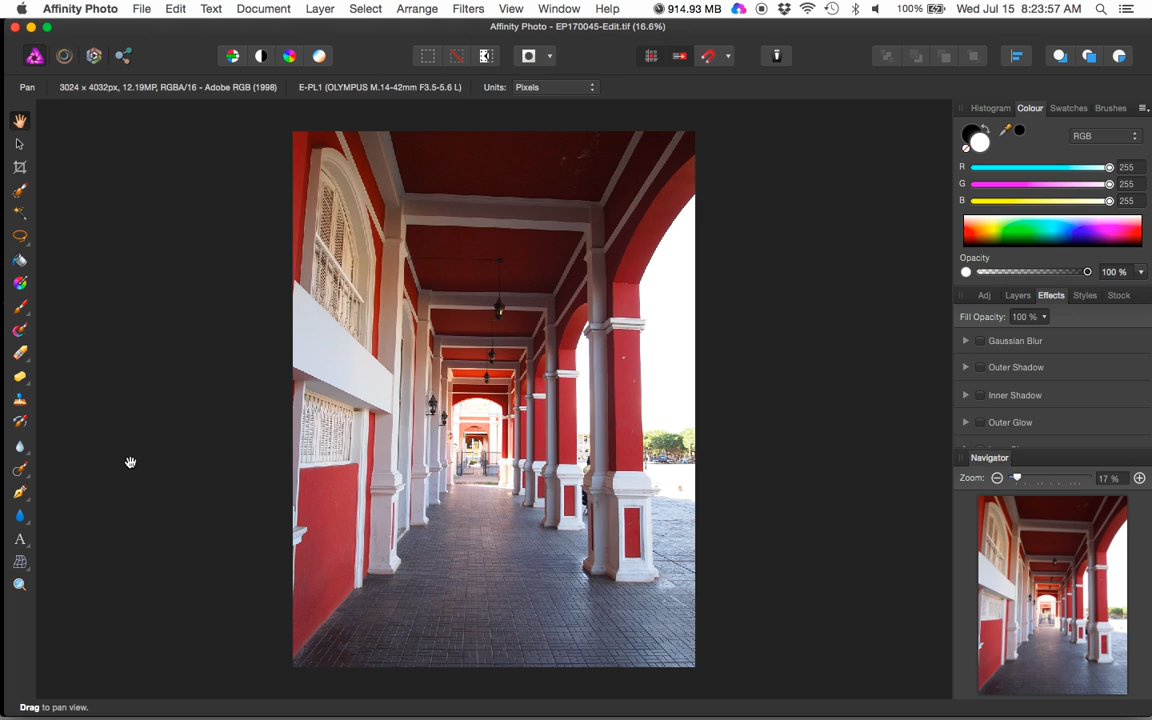 Affinity Photo File Edit Text Document Layer Select Arrange Filters View Window Help 914.93 MB 100% Wed Jul 15 8:23:57 AM
Affinity Photo - EP170045-Edit.tif (16.6%)
Pan 3024 × 4032px, 12.19MP, RGBA/16 - Adobe RGB (1998) E-PL1 (OLYMPUS M.14-42mm F3.5-5.6 L) Units: Pixels
Histogram Colour Swatches Brushes
RGB
R 255
G 255
B 255
Opacity
100 %
Adj Layers Effects Styles Stock
Fill Opacity: 100 %
Gaussian Blur
Outer Shadow
Inner Shadow
Outer Glow
Navigator
Zoom: 17 %
A
Drag to pan view.